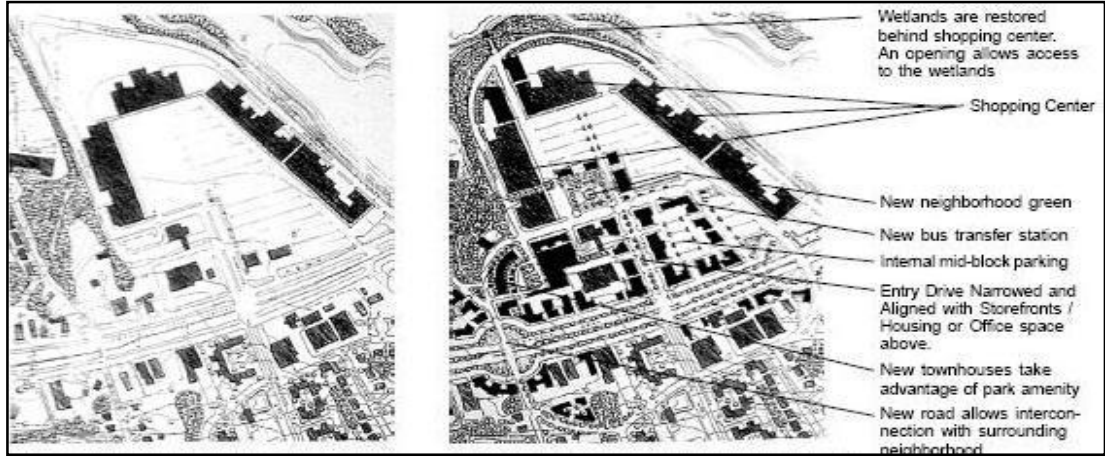 Wetlands are restored
behind shopping center.
An opening allows access
to the wetlands
Shopping Center
New neighborhood green
New bus transfer station
Internal mid-block parking
Entry Drive Narrowed and
Aligned with Storefronts /
Housing or Office space
above.
New townhouses take
advantage of park amenity
New road allows intercon-
nection with surrounding
neighborhood